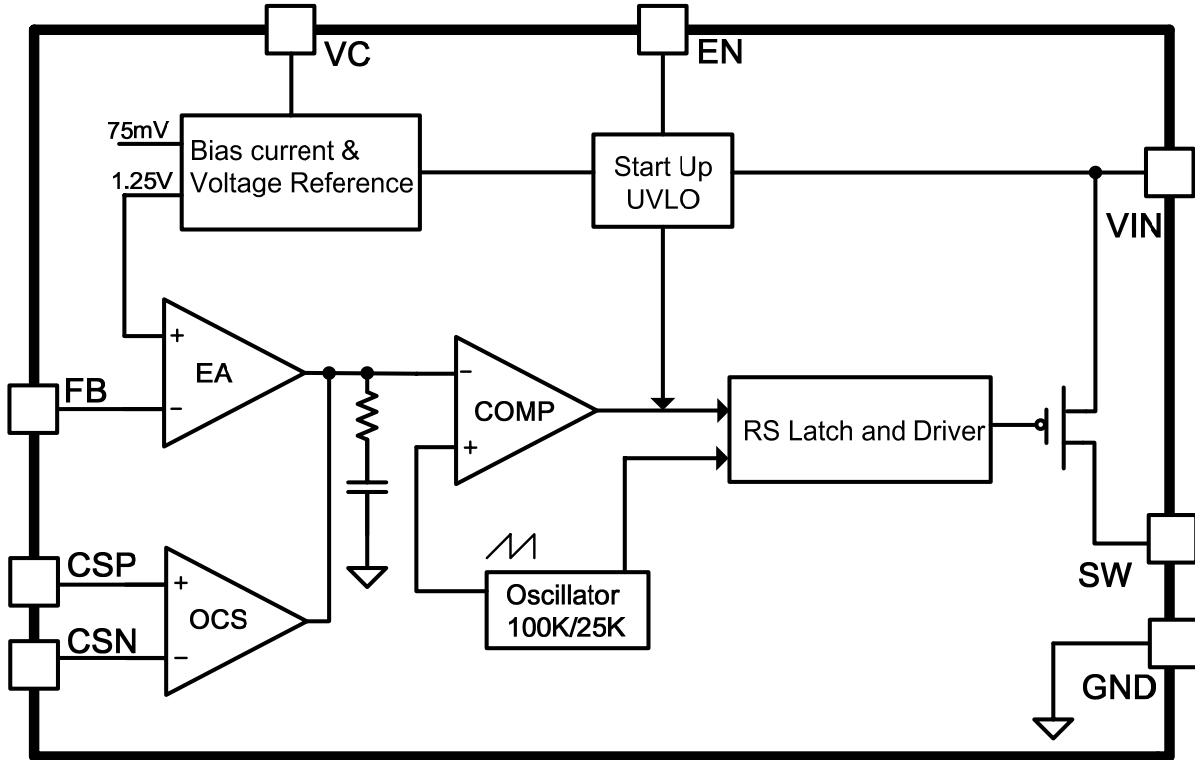 VC
EN
75mV
Bias current &
Voltage Reference
1.25V
Start Up
UVLO
VIN
+
EA
-
FB
-
COMP
+
RS Latch and Driver
CSP
+
OCS
CSN
-
Oscillator
100K/25K
SW
GND